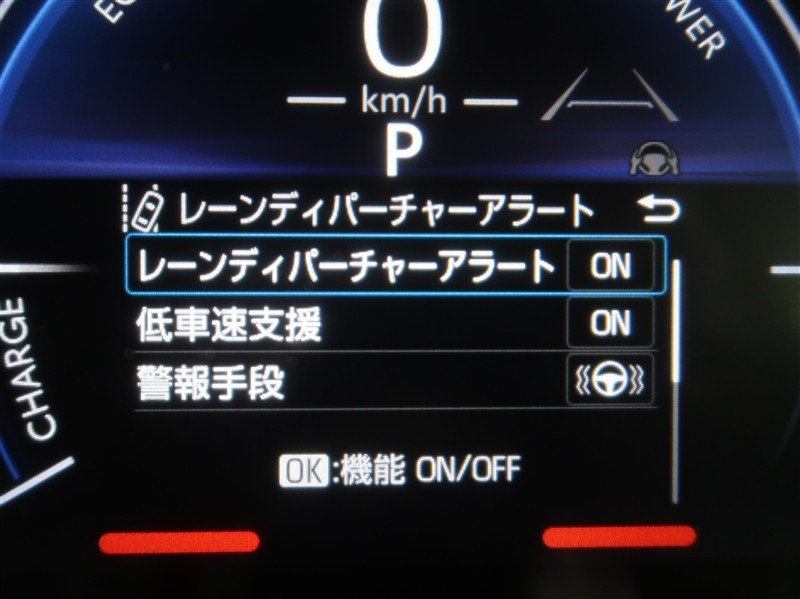 0
km/h
P
レーンディパーチャーアラート
レーンディパーチャーアラート ON
低車速支援 ON
警報手段
OK:機能 ON/OFF
CHARGE